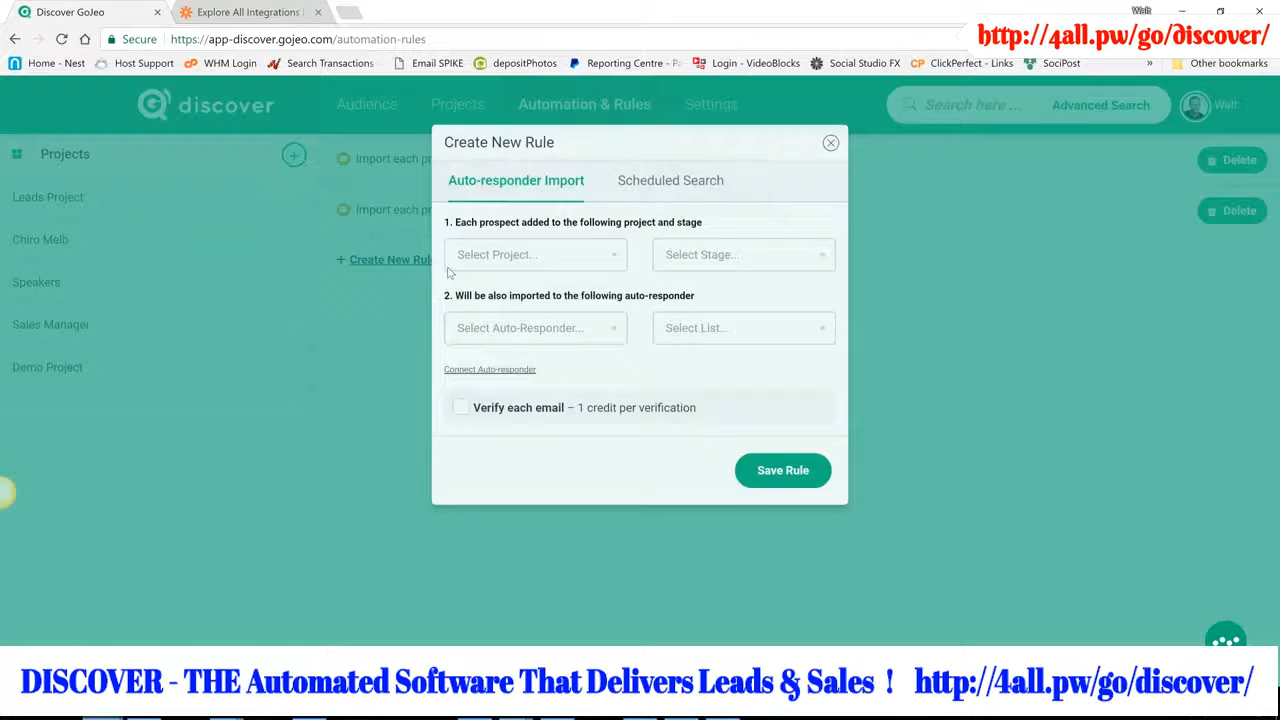 Discover GoJeo
Explore All Integrations
Walt
Secure
https://app-discover.gojeo.com/automation-rules
http://4all.pw/go/discover/
Home - Nest
Host Support
WHM Login
Search Transactions
Email SPIKE
depositPhotos
Reporting Centre - Pa
Login - VideoBlocks
Social Studio FX
ClickPerfect - Links
SociPost
»
Other bookmarks
discover
Audience
Projects
Automation & Rules
Settings
Search here ...
Advanced Search
Walt
Projects
Leads Project
Chiro Melb
Speakers
Sales Manager
Demo Project
Import each pr
Delete
Import each pr
Delete
+ Create New Rule
Create New Rule
Auto-responder Import
Scheduled Search
1. Each prospect added to the following project and stage
Select Project...
Select Stage...
2. Will be also imported to the following auto-responder
Select Auto-Responder...
Select List...
Connect Auto-responder
Verify each email – 1 credit per verification
Save Rule
DISCOVER - THE Automated Software That Delivers Leads & Sales ! http://4all.pw/go/discover/